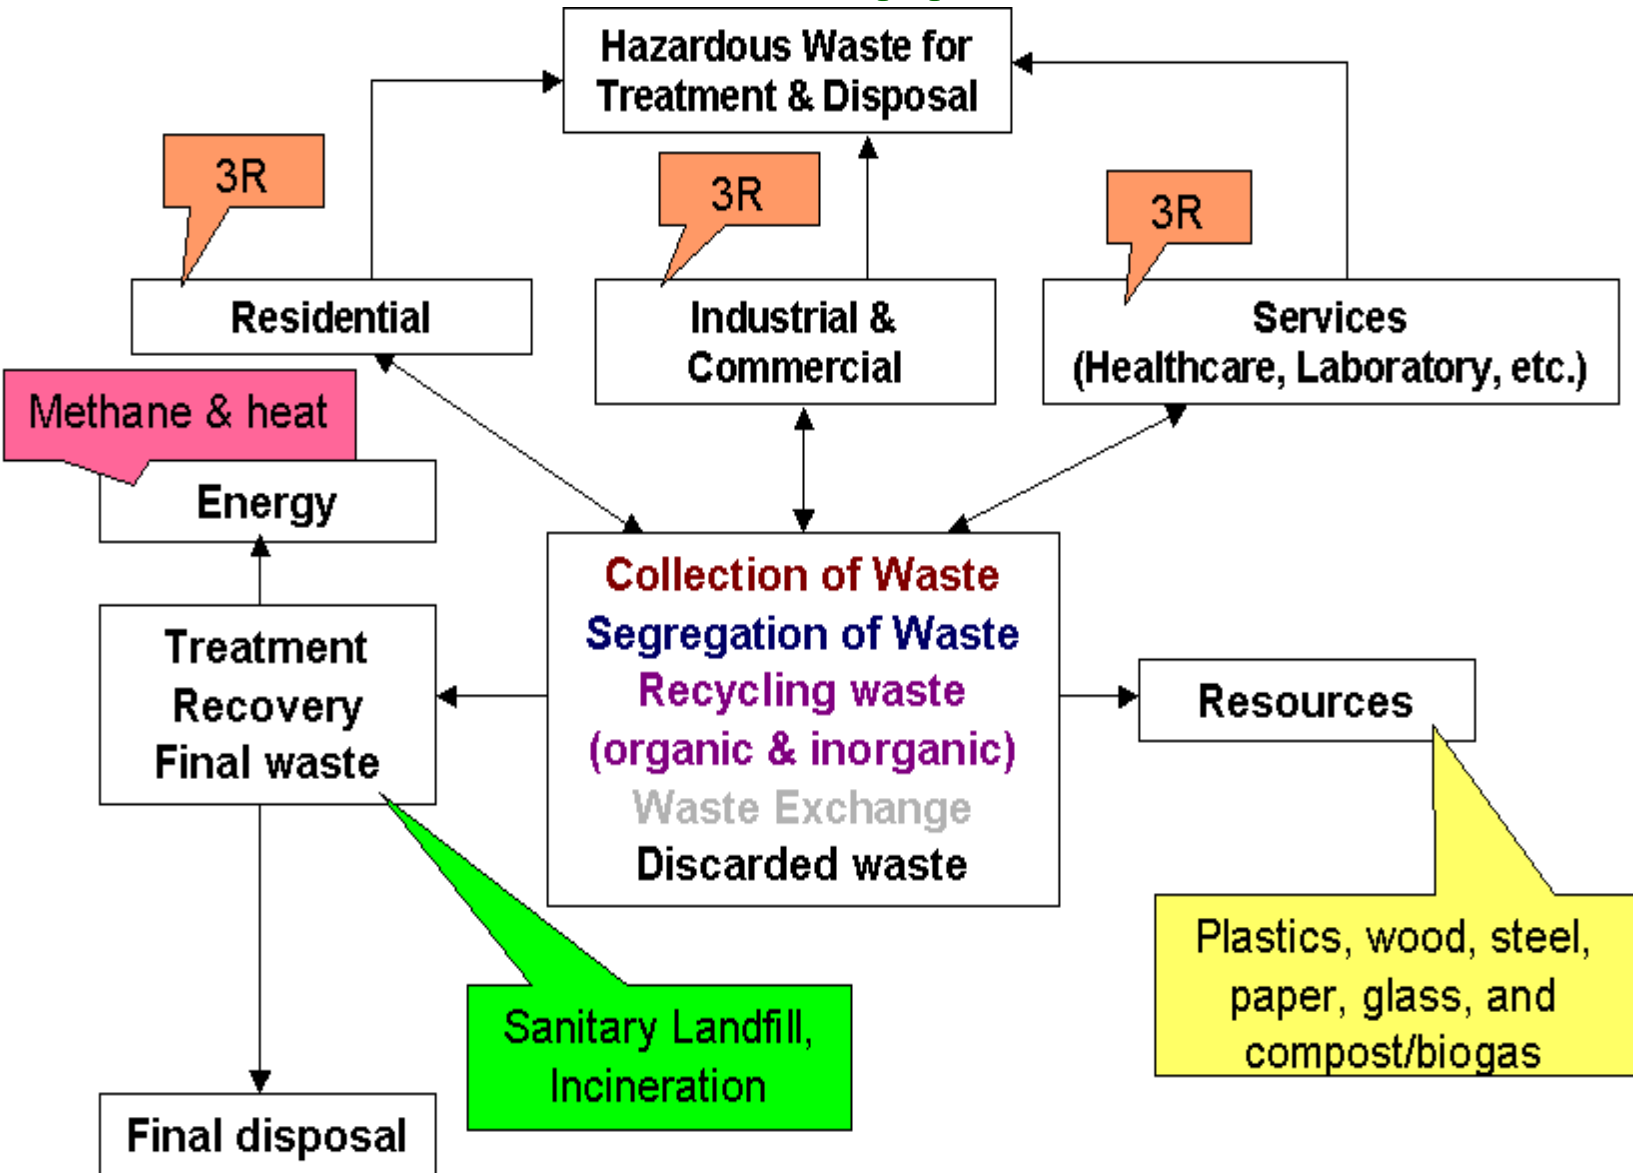 Hazardous Waste for
Treatment & Disposal
3R
3R
3R
Residential
Industrial &
Commercial
Services
(Healthcare, Laboratory, etc.)
Methane & heat
Energy
Treatment
Recovery
Final waste
Collection of Waste
Segregation of Waste
Recycling waste
(organic & inorganic)
Waste Exchange
Discarded waste
Resources
Plastics, wood, steel,
paper, glass, and
compost/biogas
Sanitary Landfill,
Incineration
Final disposal